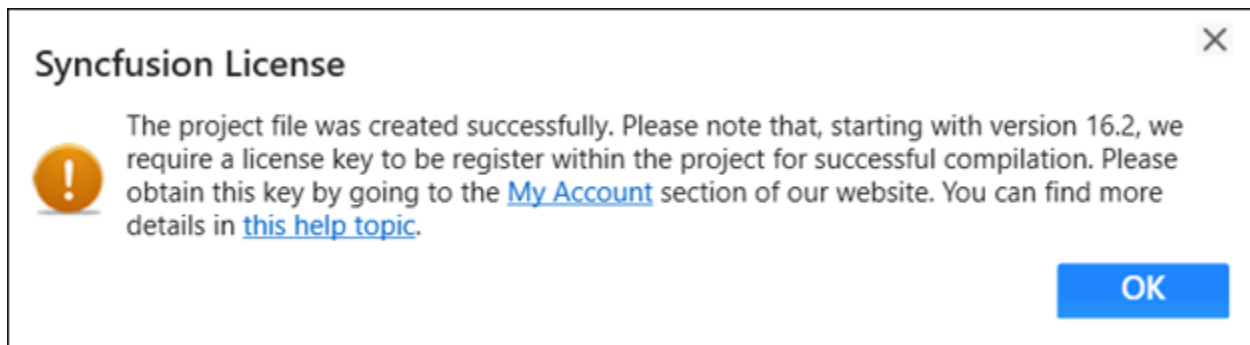 Syncfusion License
The project file was created successfully. Please note that, starting with version 16.2, we
require a license key to be register within the project for successful compilation. Please
obtain this key by going to the My Account section of our website. You can find more
details in this help topic.
OK